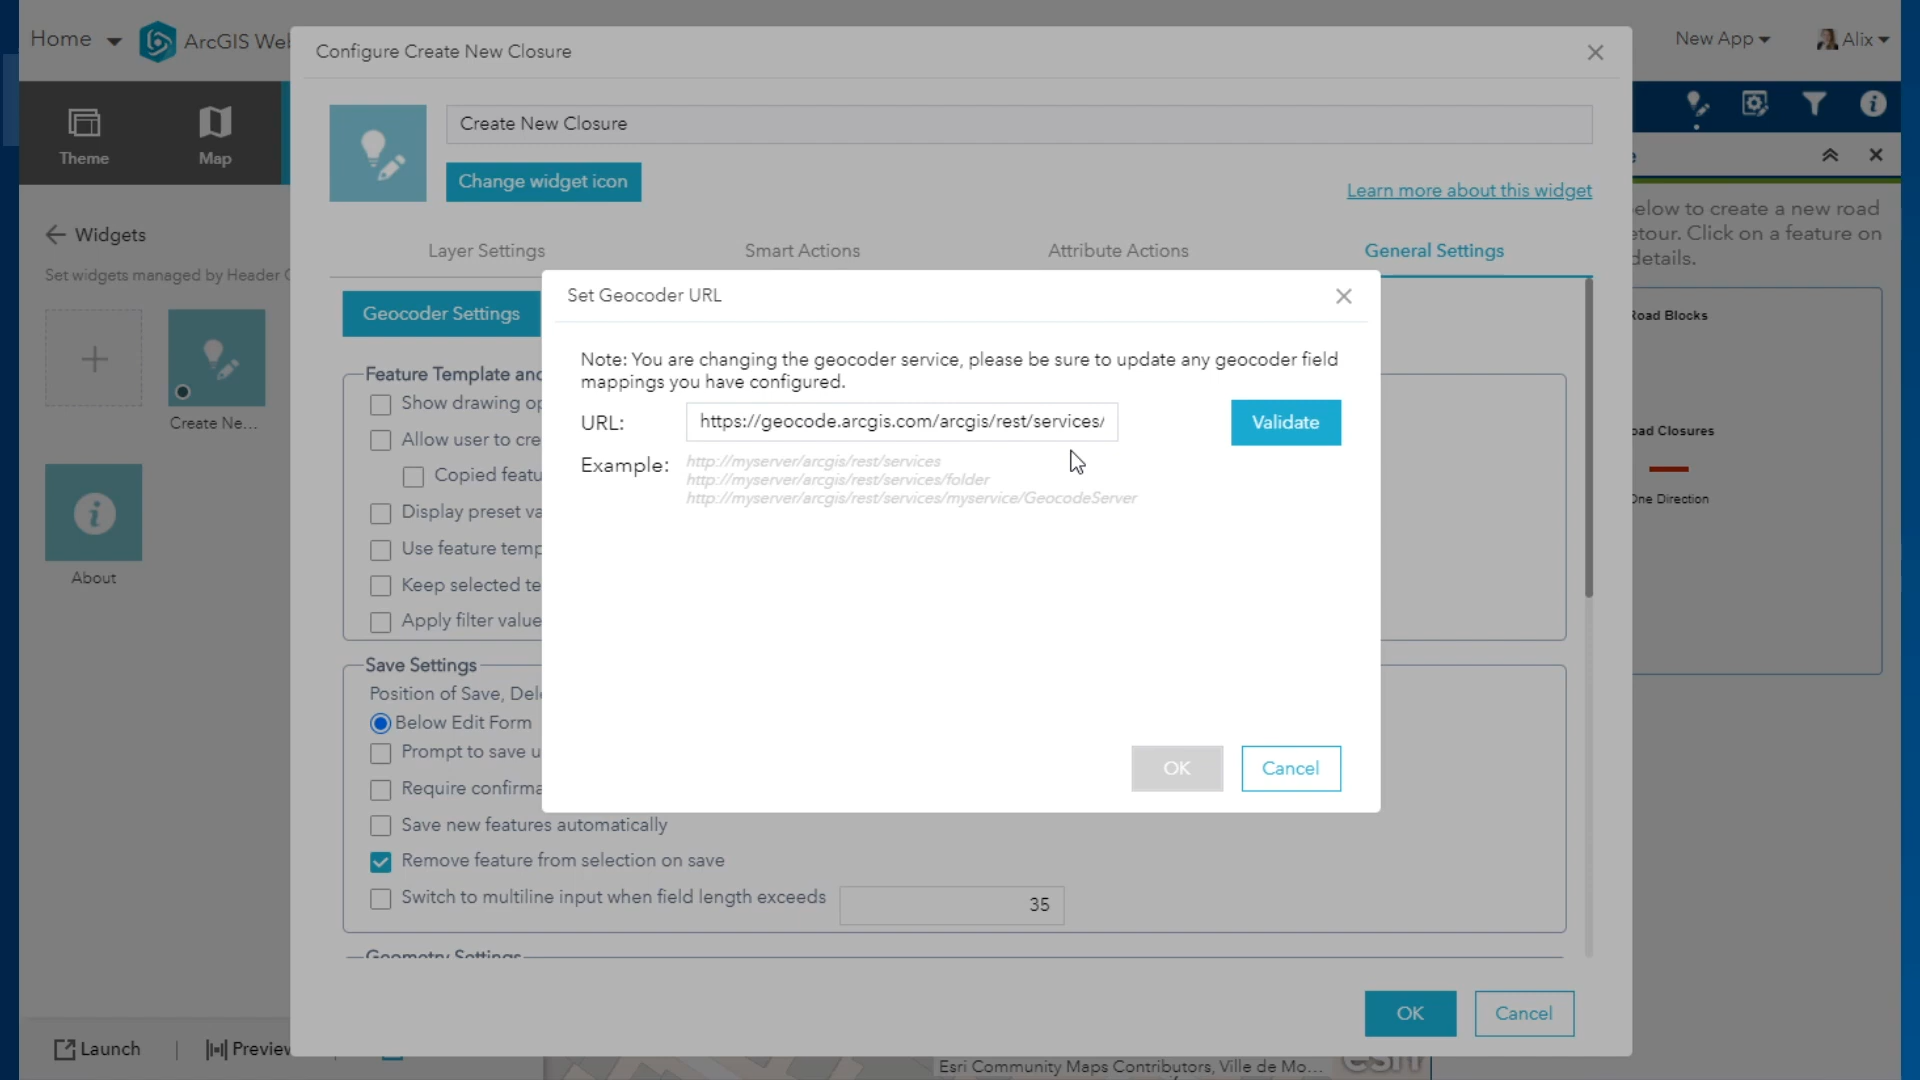 Home
ArcGIS Web
Configure Create New Closure
New App
Alix
Theme
Map
Create New Closure
Change widget icon
Learn more about this widget
Widgets
Set widgets managed by Header
Layer Settings
Smart Actions
Attribute Actions
General Settings
below to create a new road
etour. Click on a feature on
details.
Geocoder Settings
Set Geocoder URL
Road Blocks
Note: You are changing the geocoder service, please be sure to update any geocoder field
mappings you have configured.
Feature Template and
Show drawing op
URL:
https://geocode.arcgis.com/arcgis/rest/services/
Validate
Create Ne...
Allow user to cre
oad Closures
Example:
http://myserver/arcgis/rest/services
http://myserver/arcgis/rest/services/folder
http://myserver/arcgis/rest/services/myservice/GeocodeServer
Copied featu
One Direction
Display preset va
Use feature temp
About
Keep selected te
Apply filter value
Save Settings
Position of Save, Dele
Below Edit Form
Prompt to save u
OK
Cancel
Require confirma
Save new features automatically
Remove feature from selection on save
Switch to multiline input when field length exceeds
35
Geometry Settings
OK
Cancel
Launch
|
Preview
Esri Community Maps Contributors, Ville de Mo...
esri